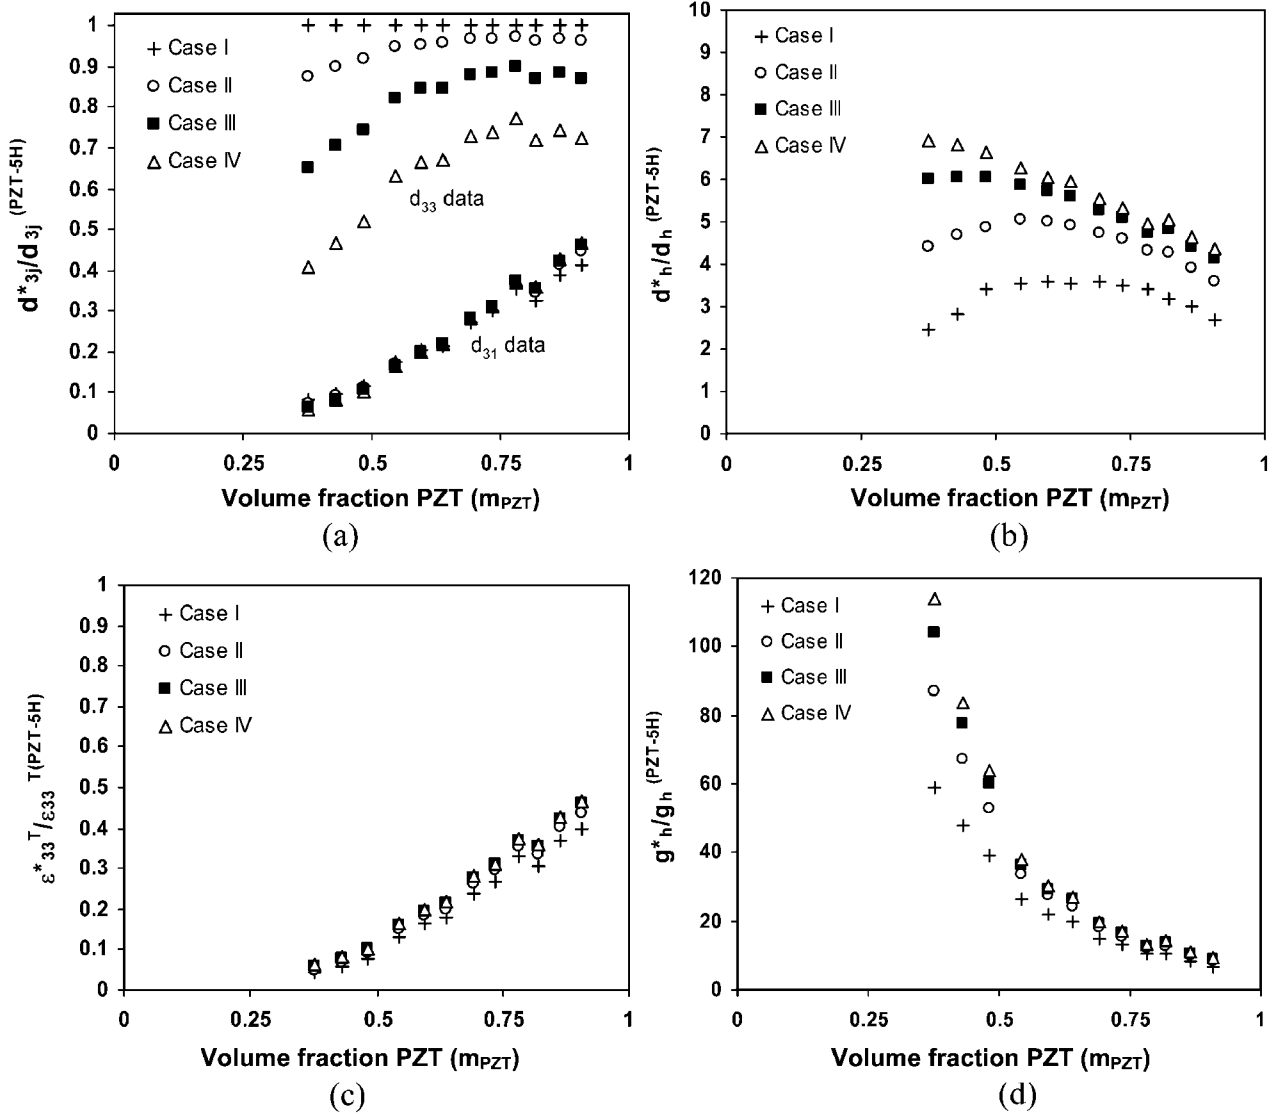 1
0.9
0.8
0.7
0.6
0.5
0.4
0.3
0.2
0.1
0
d*3j/d3j (PZT-5H)
Case I
Case II
Case III
Case IV
d33 data
d31 data
0 0.25 0.5 0.75 1
Volume fraction PZT (mPZT)
(a)
10
9
8
7
6
5
4
3
2
1
0
d*h/dh (PZT-5H)
Case I
Case II
Case III
Case IV
0 0.25 0.5 0.75 1
Volume fraction PZT (mPZT)
(b)
1
0.9
0.8
0.7
0.6
0.5
0.4
0.3
0.2
0.1
0
ε*33 T/ε33 T(PZT-5H)
Case I
Case II
Case III
Case IV
0 0.25 0.5 0.75 1
Volume fraction PZT (mPZT)
(c)
120
100
80
60
40
20
0
g*h/gh (PZT-5H)
Case I
Case II
Case III
Case IV
0 0.25 0.5 0.75 1
Volume fraction PZT (mPZT)
(d)